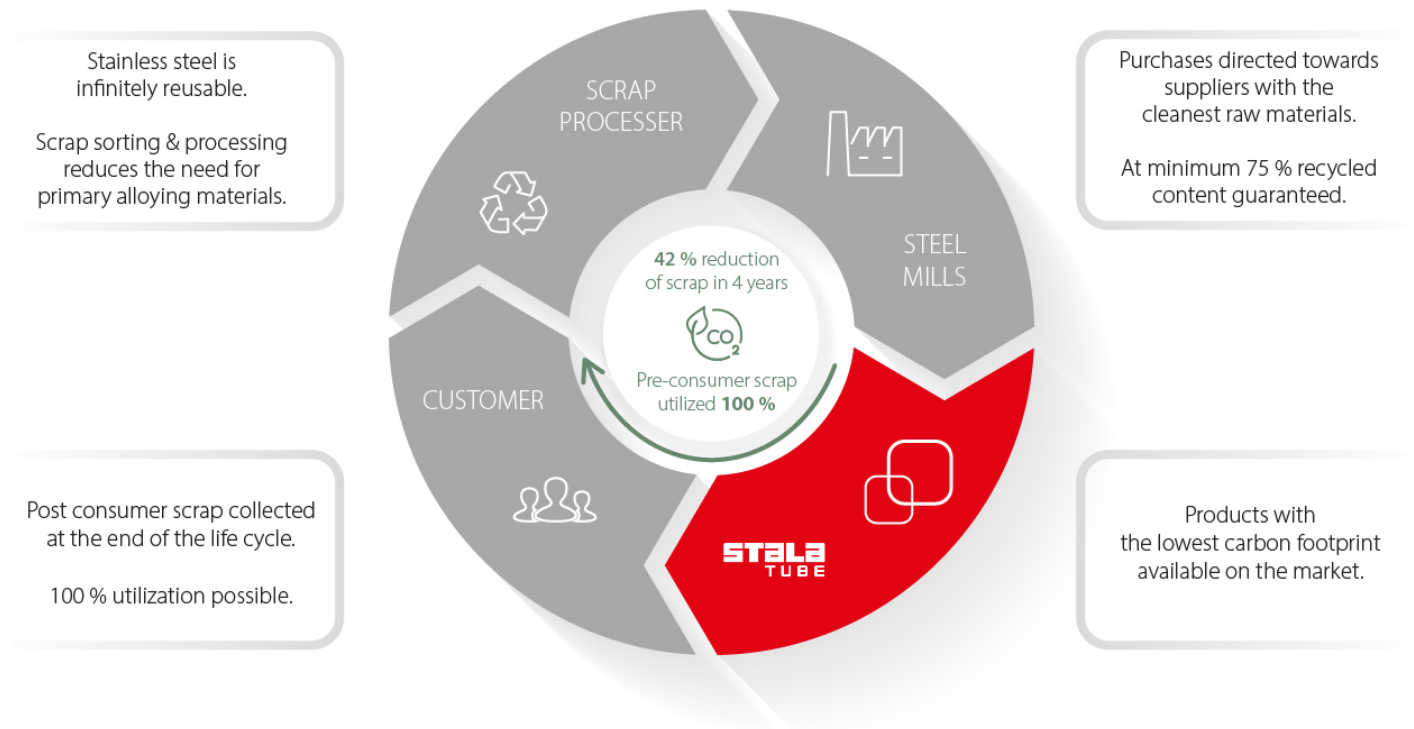 Stainless steel is
infinitely reusable.
Scrap sorting & processing
reduces the need for
primary alloying materials.
SCRAP
PROCESSER
Purchases directed towards
suppliers with the
cleanest raw materials.
At minimum 75 % recycled
content guaranteed.
STEEL
MILLS
42 % reduction
of scrap in 4 years
CO2
Pre-consumer scrap
utilized 100 %
CUSTOMER
STALA
TUBE
Post consumer scrap collected
at the end of the life cycle.
100 % utilization possible.
Products with
the lowest carbon footprint
available on the market.